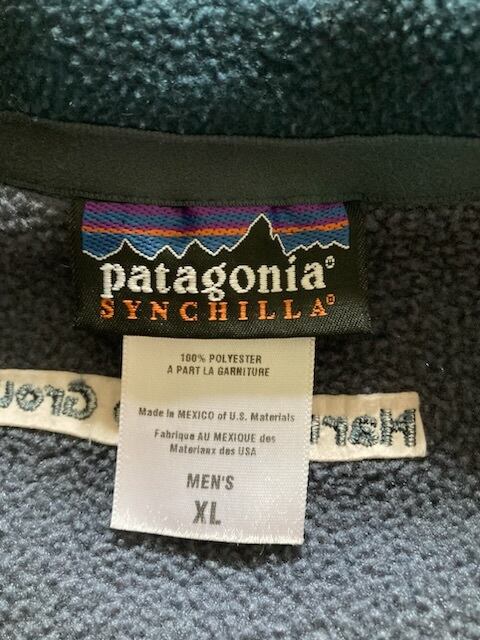 patagonia®
SYNCHILLA®
100% POLYESTER
A PART LA GARNITURE
Made in MEXICO of U.S. Materials
Fabrique AU MEXIQUE des
Materiaux des USA
MEN'S
XL